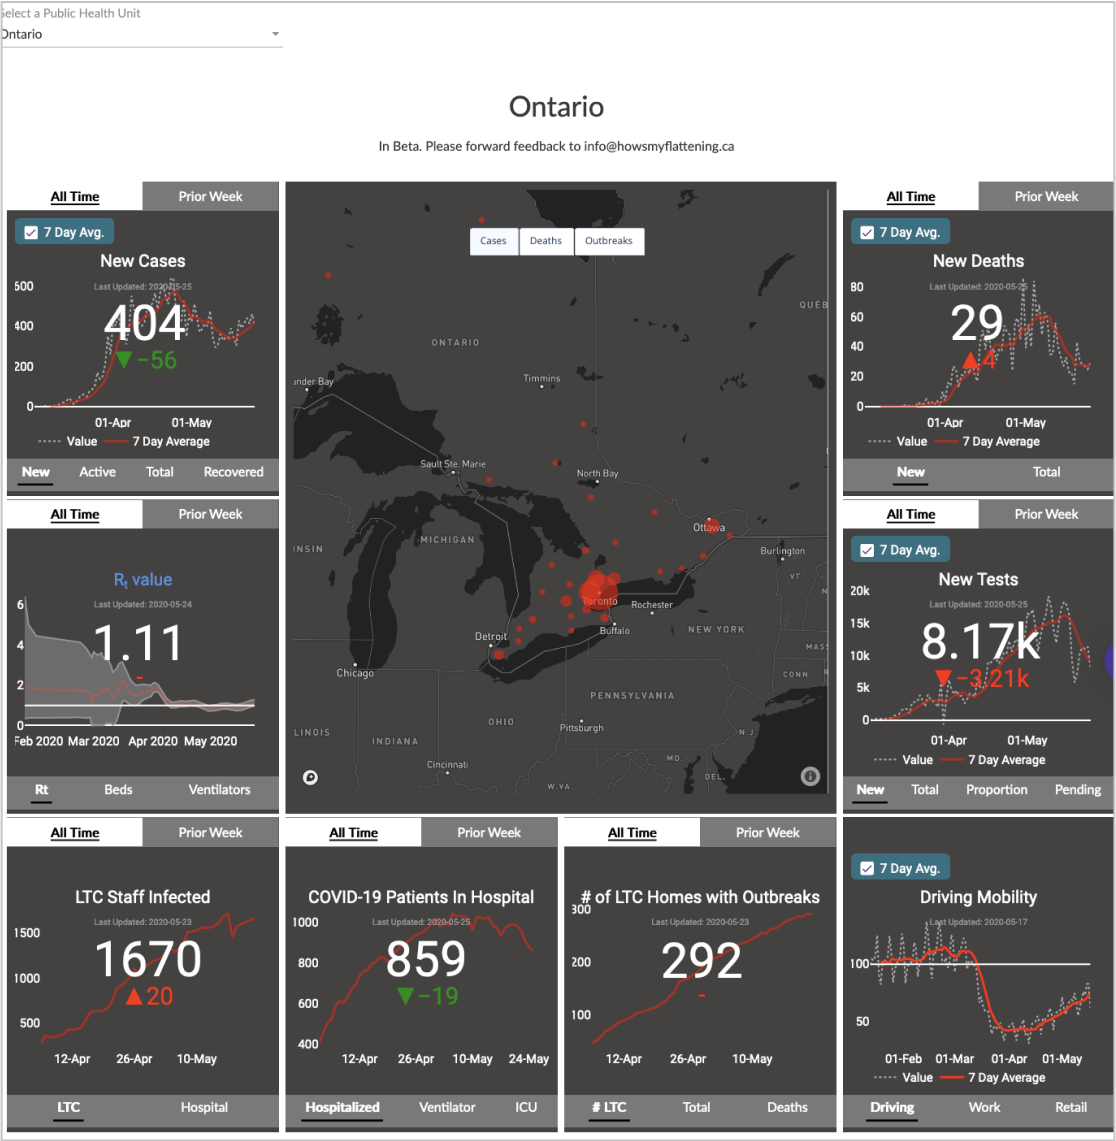 Select a Public Health Unit
Ontario
Ontario
In Beta. Please forward feedback to info@howsmyflattening.ca
All Time Prior Week
7 Day Avg.
New Cases
Last Updated: 2020-05-25
404
−56
600
400
200
0
01-Apr 01-May
Value 7 Day Average
New Active Total Recovered
Cases Deaths Outbreaks
QUÉB
ONTARIO
under Bay
Timmins
Sault Ste. Marie
North Bay
Ottawa
MICHIGAN
NSIN
Burlington
VT.
Toronto
Rochester
Buffalo
NEW YORK
Detroit
MASS
Chicago
CONN.
R
PENNSYLVANIA
OHIO
Pittsburgh
LINOIS
INDIANA
N.J.
MD.
Cincinnati
DEL.
W.VA.
All Time Prior Week
7 Day Avg.
New Deaths
Last Updated: 2020-05-25
29
4
80
60
40
20
0
01-Apr 01-May
Value 7 Day Average
New Total
All Time Prior Week
Rt value
Last Updated: 2020-05-24
1.11
-
6
4
2
0
Feb 2020 Mar 2020 Apr 2020 May 2020
Rt Beds Ventilators
All Time Prior Week
7 Day Avg.
New Tests
Last Updated: 2020-05-25
8.17k
−3.21k
20k
15k
10k
5k
0
01-Apr 01-May
Value 7 Day Average
New Total Proportion Pending
All Time Prior Week
LTC Staff Infected
Last Updated: 2020-05-23
1670
20
1500
1000
500
12-Apr 26-Apr 10-May
LTC Hospital
All Time Prior Week
COVID-19 Patients In Hospital
Last Updated: 2020-05-25
859
−19
1000
800
600
400
12-Apr 26-Apr 10-May 24-May
Hospitalized Ventilator ICU
All Time Prior Week
# of LTC Homes with Outbreaks
Last Updated: 2020-05-23
292
-
300
200
100
12-Apr 26-Apr 10-May
# LTC Total Deaths
7 Day Avg.
Driving Mobility
Last Updated: 2020-05-17
100
50
01-Feb 01-Mar 01-Apr 01-May
Value 7 Day Average
Driving Work Retail